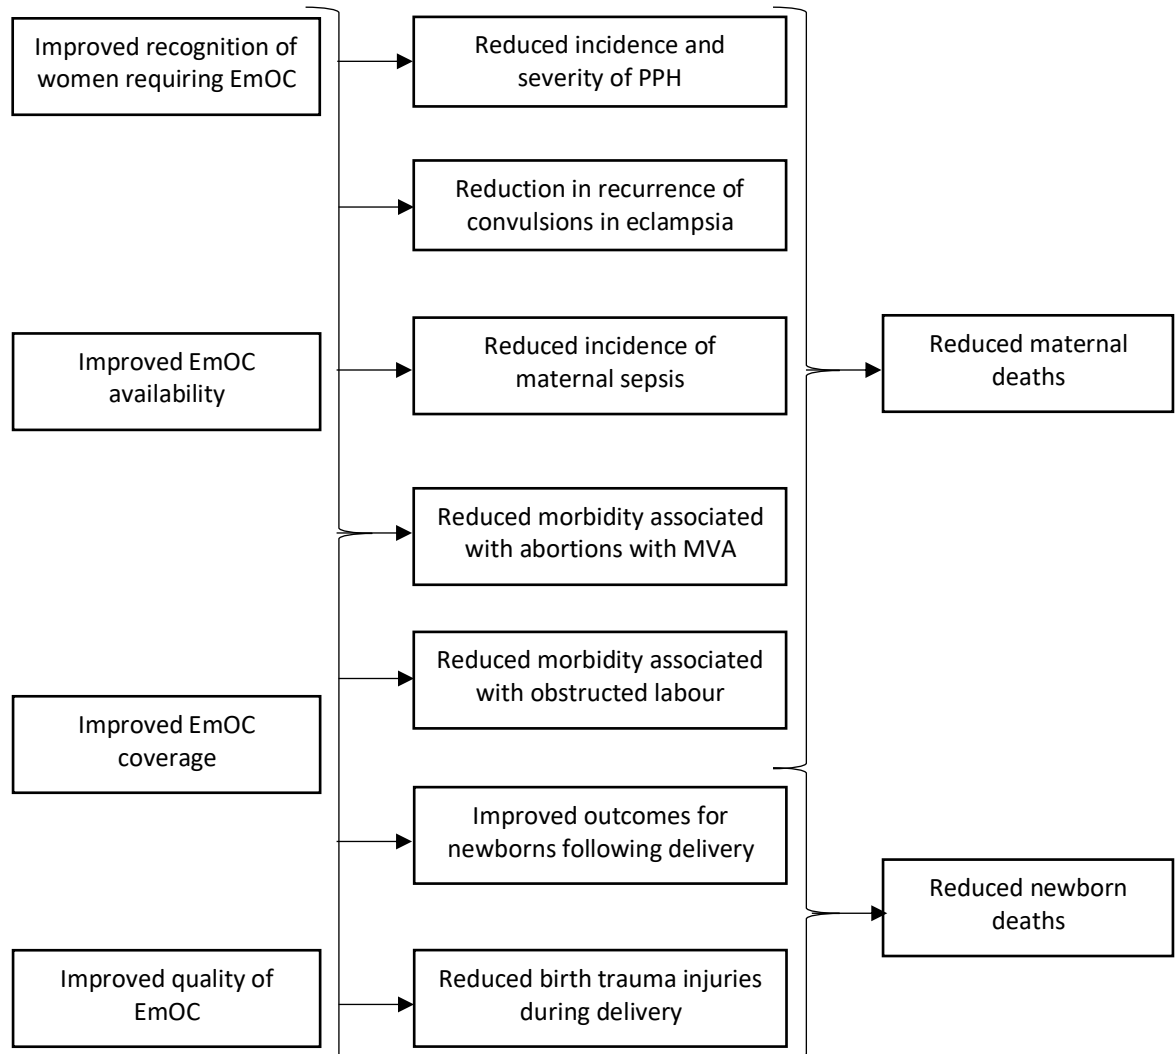 Improved recognition of
women requiring EmOC
Improved EmOC
availability
Improved EmOC
coverage
Improved quality of
EmOC
Reduced incidence and
severity of PPH
Reduction in recurrence of
convulsions in eclampsia
Reduced incidence of
maternal sepsis
Reduced morbidity associated
with abortions with MVA
Reduced morbidity associated
with obstructed labour
Improved outcomes for
newborns following delivery
Reduced birth trauma injuries
during delivery
Reduced maternal
deaths
Reduced newborn
deaths